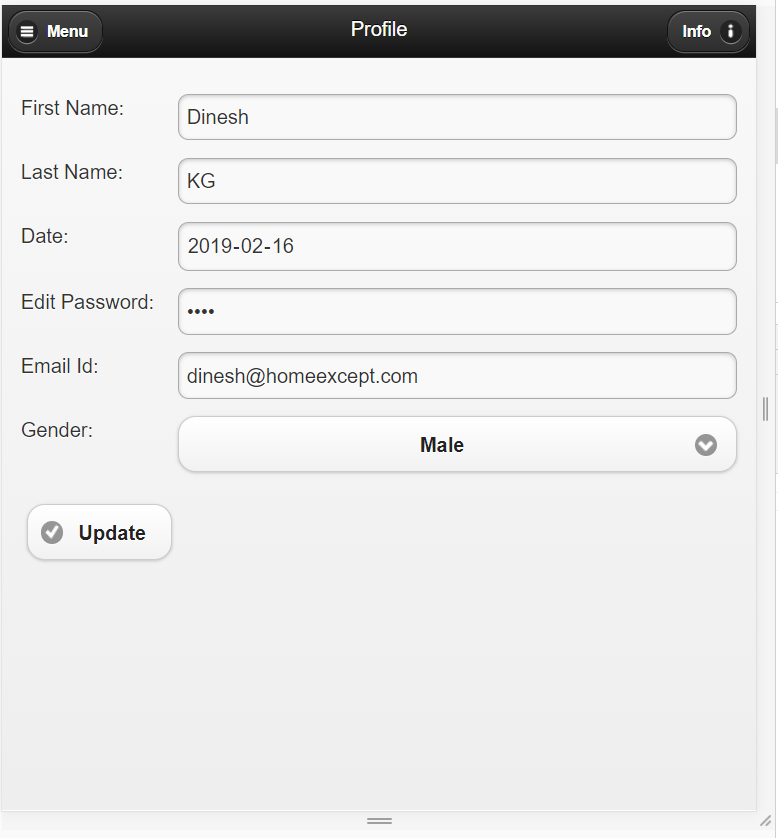 Menu Profile Info
First Name: Dinesh
Last Name: KG
Date: 2019-02-16
Edit Password: ••••
Email Id: dinesh@homeexcept.com
Gender: Male
Update